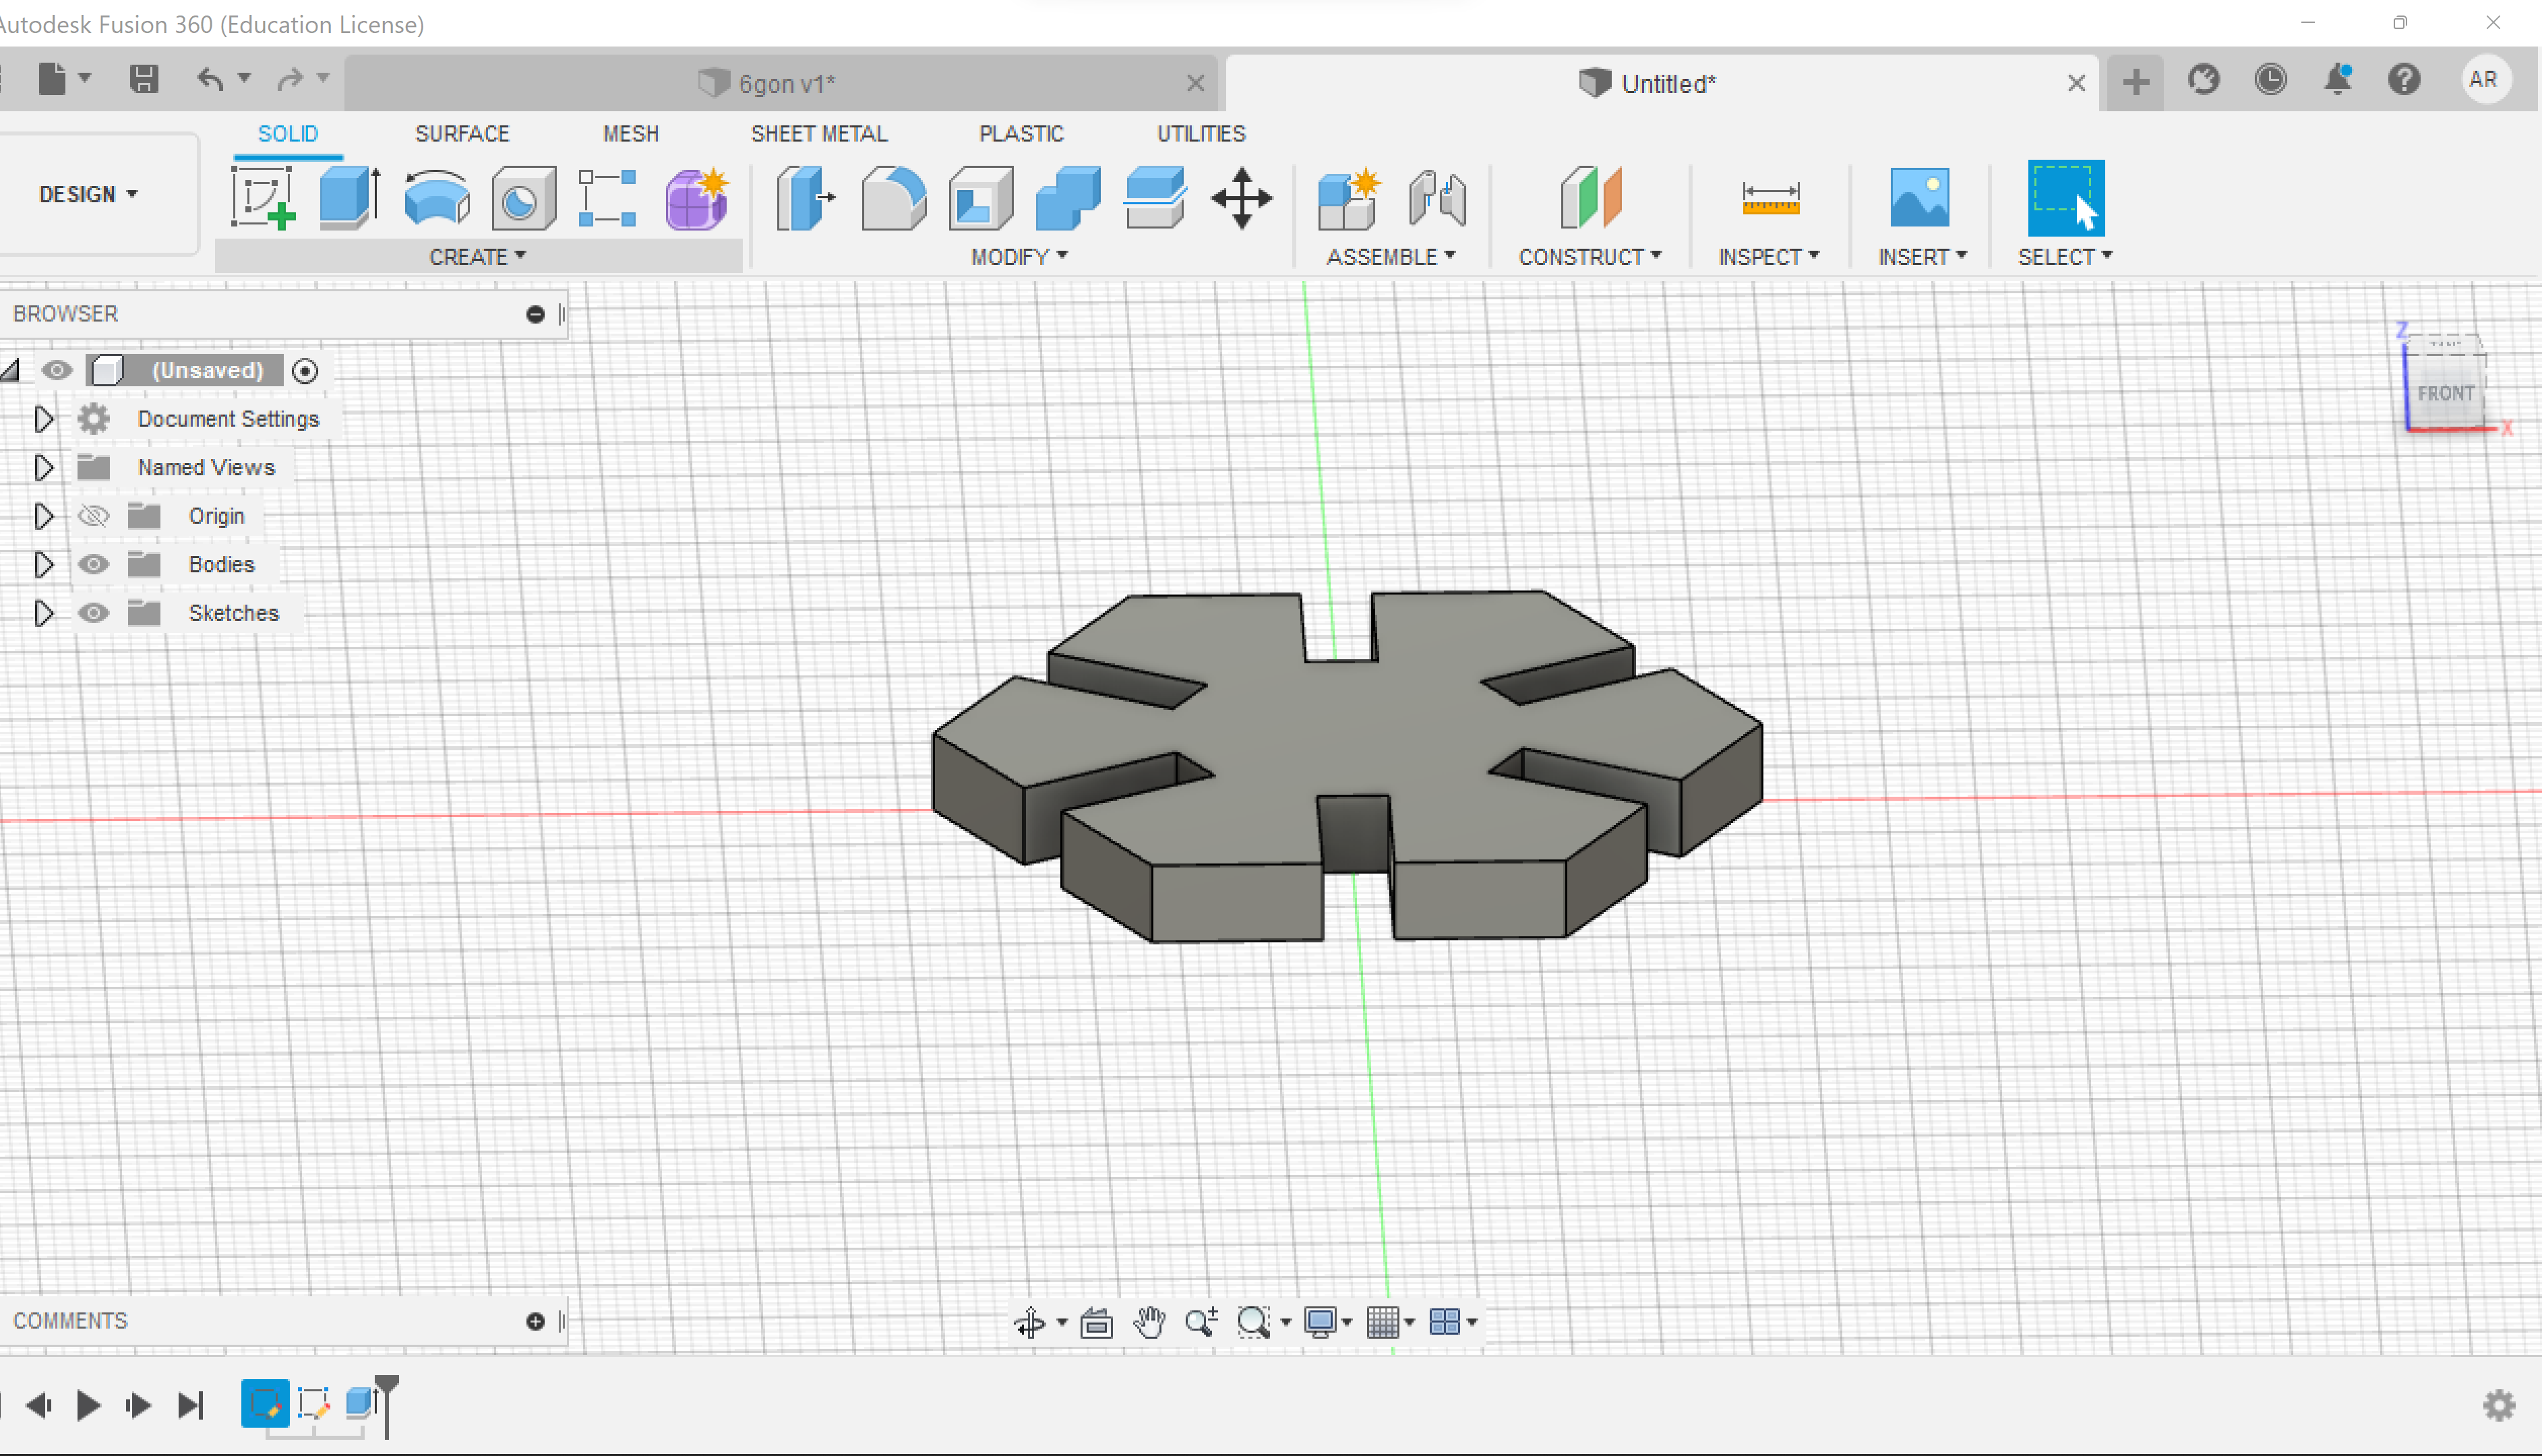 Autodesk Fusion 360 (Education License)
6gon v1* Untitled* AR
SOLID SURFACE MESH SHEET METAL PLASTIC UTILITIES
DESIGN
CREATE MODIFY ASSEMBLE CONSTRUCT INSPECT INSERT SELECT
BROWSER
(Unsaved)
Document Settings
Named Views
Origin
Bodies
Sketches
Z
FRONT
X
COMMENTS